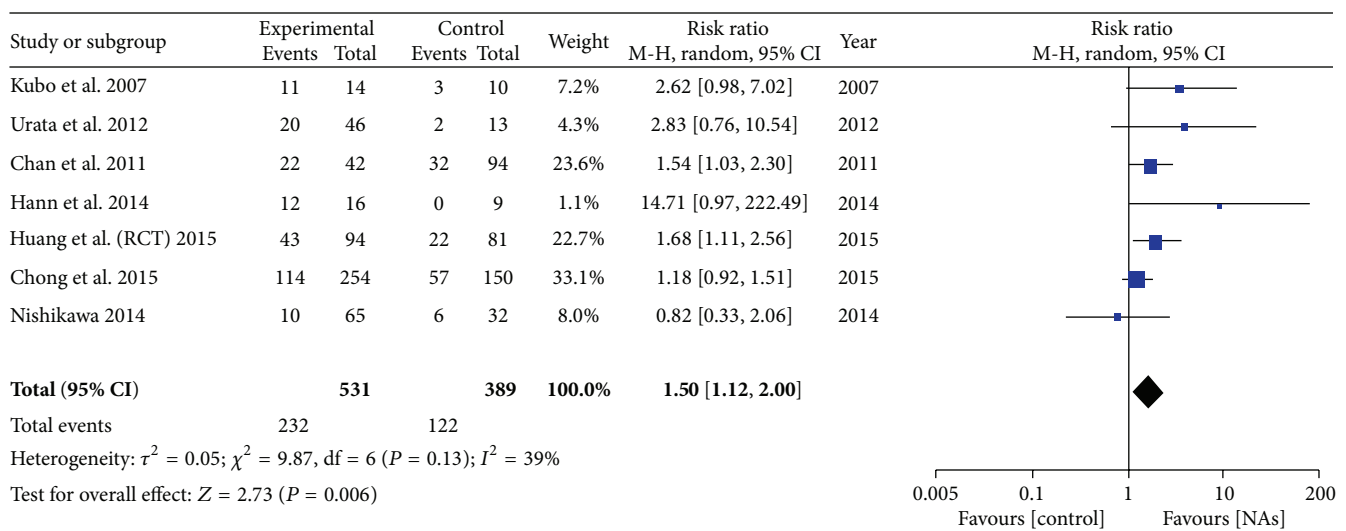 Study or subgroup Experimental Control Weight Risk ratio Year Risk ratio
Events Total Events Total M-H, random, 95% CI M-H, random, 95% CI
Kubo et al. 2007 11 14 3 10 7.2% 2.62 [0.98, 7.02] 2007
Urata et al. 2012 20 46 2 13 4.3% 2.83 [0.76, 10.54] 2012
Chan et al. 2011 22 42 32 94 23.6% 1.54 [1.03, 2.30] 2011
Hann et al. 2014 12 16 0 9 1.1% 14.71 [0.97, 222.49] 2014
Huang et al. (RCT) 2015 43 94 22 81 22.7% 1.68 [1.11, 2.56] 2015
Chong et al. 2015 114 254 57 150 33.1% 1.18 [0.92, 1.51] 2015
Nishikawa 2014 10 65 6 32 8.0% 0.82 [0.33, 2.06] 2014
Total (95% CI) 531 389 100.0% 1.50 [1.12, 2.00]
Total events 232 122
Heterogeneity: τ² = 0.05; χ² = 9.87, df = 6 (P = 0.13); I² = 39%
Test for overall effect: Z = 2.73 (P = 0.006)
0.005 0.1 1 10 200
Favours [control] Favours [NAs]